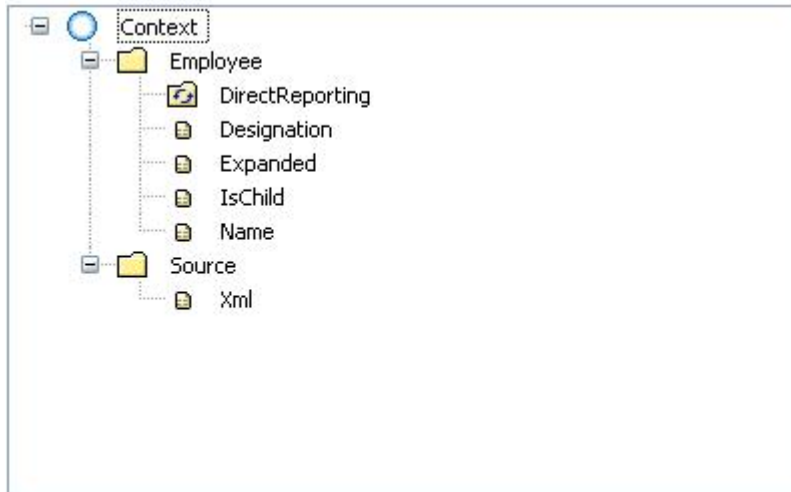 Context
Employee
DirectReporting
Designation
Expanded
IsChild
Name
Source
Xml